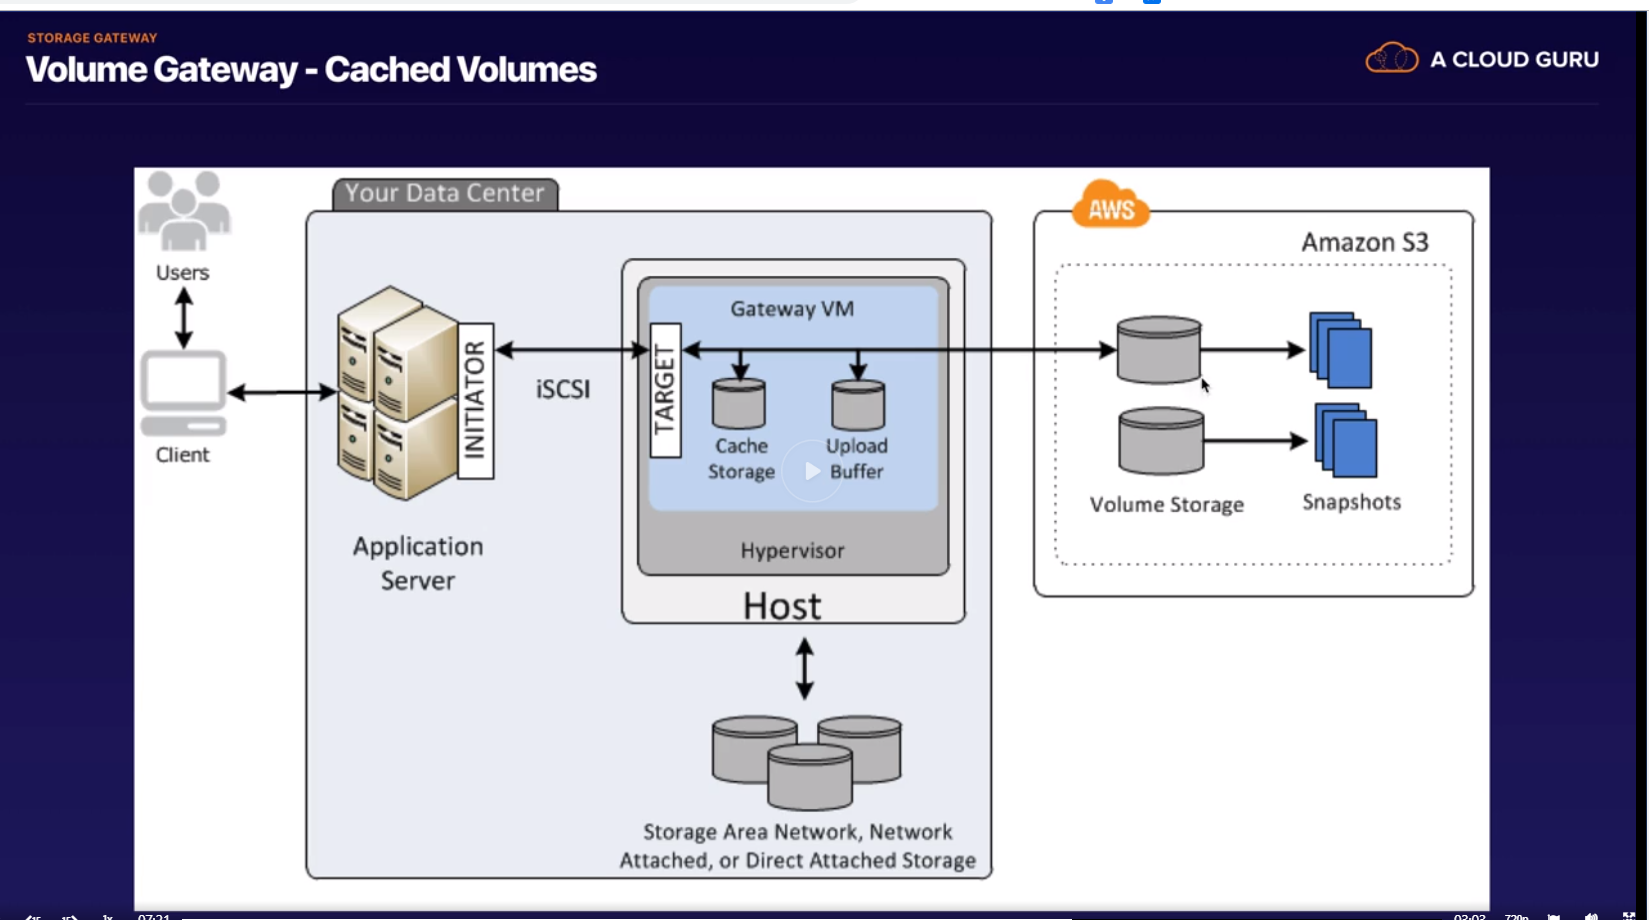 STORAGE GATEWAY
Volume Gateway - Cached Volumes
A CLOUD GURU
Your Data Center
AWS
Amazon S3
Users
Client
Application
Server
INITIATOR
iSCSI
TARGET
Gateway VM
Cache
Storage
Upload
Buffer
Hypervisor
Host
Volume Storage
Snapshots
Storage Area Network, Network
Attached, or Direct Attached Storage